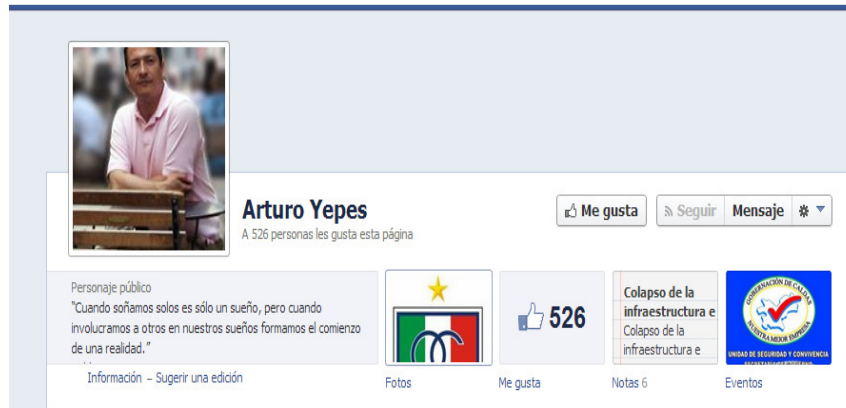 Arturo Yepes
A 526 personas les gusta esta página
Me gusta
Seguir
Mensaje
Personaje público
"Cuando soñamos solos es sólo un sueño, pero cuando
involucramos a otros en nuestros sueños formamos el comienzo
de una realidad."
Información – Sugerir una edición
Fotos
526
Me gusta
Colapso de la
infraestructura e
Colapso de la
infraestructura e
Notas 6
GOBERNACIÓN DE CALDAS
NUESTRA MEJOR EMPRESA
UNIDAD DE SEGURIDAD Y CONVIVENCIA
Eventos